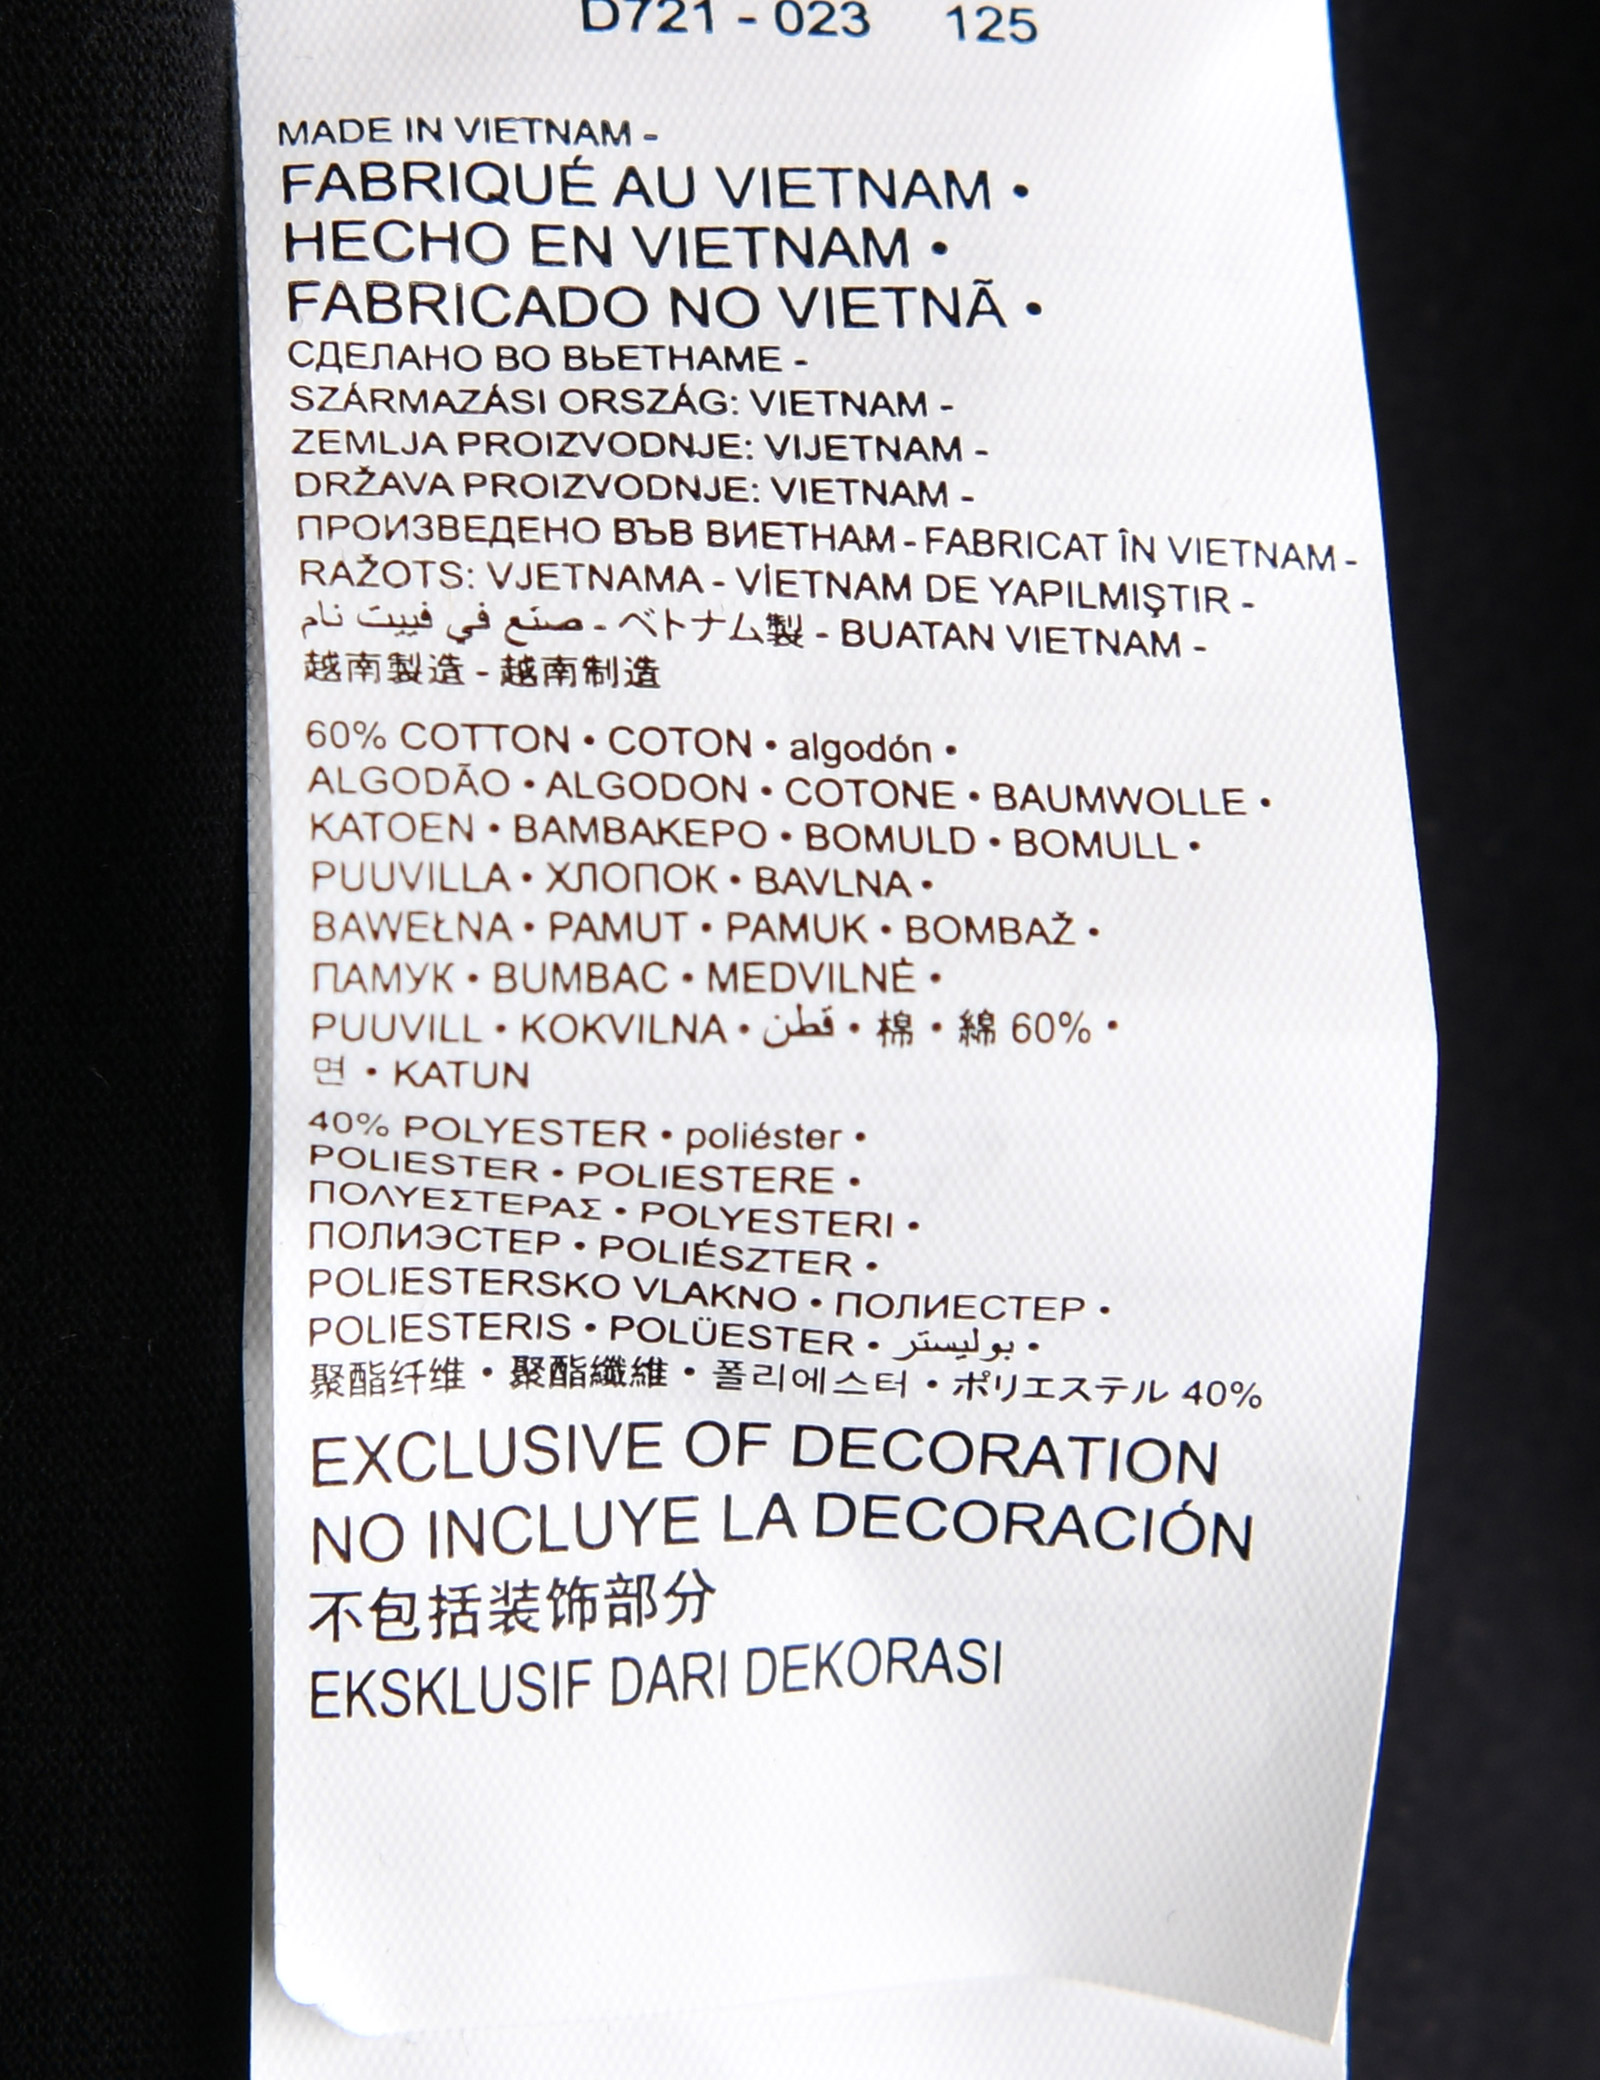 D721 - 023 125
MADE IN VIETNAM -
FABRIQUÉ AU VIETNAM •
HECHO EN VIETNAM •
FABRICADO NO VIETNÃ •
СДЕЛАНО ВО ВЬЕТНАМЕ -
SZÁRMAZÁSI ORSZÁG: VIETNAM -
ZEMLJA PROIZVODNJE: VIJETNAM -
DRŽAVA PROIZVODNJE: VIETNAM -
ПРОИЗВЕДЕНО ВЪВ ВИЕТНАМ - FABRICAT ÎN VIETNAM -
RAŽOTS: VJETNAMA - VİETNAM DE YAPILMIŞTIR -
صنع في فييت نام - ベトナム製 - BUATAN VIETNAM -
越南製造 - 越南制造
60% COTTON • COTON • algodón •
ALGODÃO • ALGODON • COTONE • BAUMWOLLE •
KATOEN • ΒΑΜΒΑΚΕΡΟ • BOMULD • BOMULL •
PUUVILLA • ХЛОПОК • BAVLNA •
BAWEŁNA • PAMUT • PAMUK • BOMBAŽ •
ПАМУК • BUMBAC • MEDVILNĖ •
PUUVILL • KOKVILNA • قطن • 棉 • 綿 60% •
면 • KATUN
40% POLYESTER • poliéster •
POLIESTER • POLIESTERE •
ΠΟΛΥΕΣΤΕΡΑΣ • POLYESTERI •
ПОЛИЭСТЕР • POLIÉSZTER •
POLIESTERSKO VLAKNO • ПОЛИЕСТЕР •
POLIESTERIS • POLÜESTER • بوليستر •
聚酯纤维 • 聚酯纖維 • 폴리에스터 • ポリエステル 40%
EXCLUSIVE OF DECORATION
NO INCLUYE LA DECORACIÓN
不包括装饰部分
EKSKLUSIF DARI DEKORASI